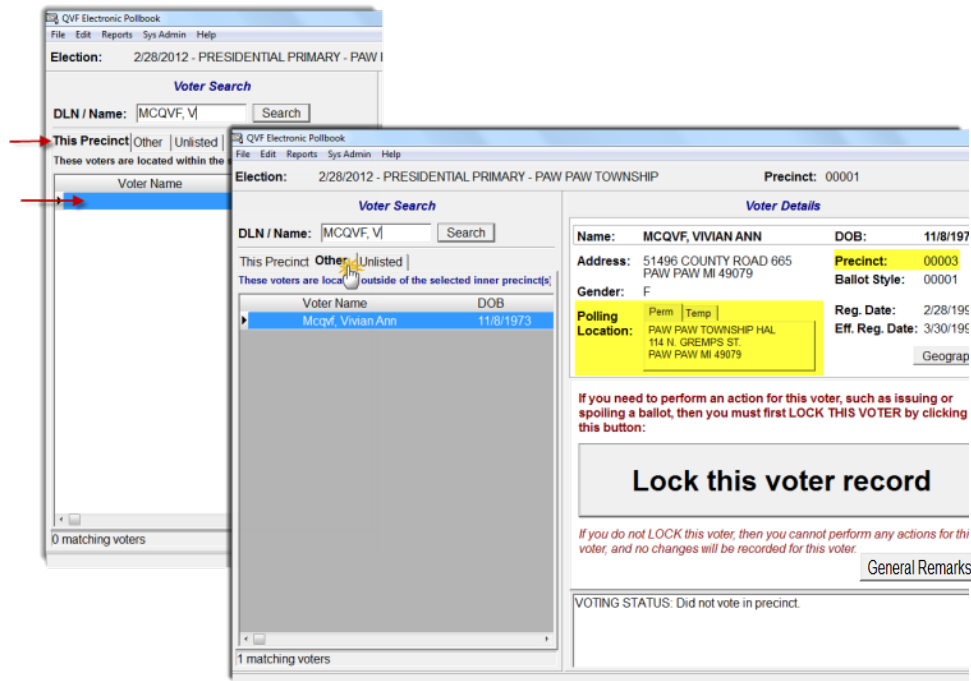 QVF Electronic Pollbook
File Edit Reports Sys Admin Help
Election: 2/28/2012 - PRESIDENTIAL PRIMARY - PAW
Voter Search
DLN / Name: MCQVF, V Search
This Precinct Other Unlisted
These voters are located within the
Voter Name
0 matching voters
QVF Electronic Pollbook
File Edit Reports Sys Admin Help
Election: 2/28/2012 - PRESIDENTIAL PRIMARY - PAW PAW TOWNSHIP Precinct: 00001
Voter Search
DLN / Name: MCQVF, V Search
This Precinct Other Unlisted
These voters are outside of the selected inner precinct[s]
Voter Name DOB
Mcqvf, Vivian Ann 11/8/1973
1 matching voters
Voter Details
Name: MCQVF, VIVIAN ANN DOB: 11/8/197
Address: 51496 COUNTY ROAD 665 Precinct: 00003
PAW PAW MI 49079 Ballot Style: 00001
Gender: F
Polling Location: Perm Temp Reg. Date: 2/28/199
PAW PAW TOWNSHIP HAL Eff. Reg. Date: 3/30/199
114 N. GREMPS ST.
PAW PAW MI 49079 Geograp
If you need to perform an action for this voter, such as issuing or
spoiling a ballot, then you must first LOCK THIS VOTER by clicking
this button:
Lock this voter record
If you do not LOCK this voter, then you cannot perform any actions for thi
voter, and no changes will be recorded for this voter.
General Remarks
VOTING STATUS: Did not vote in precinct.